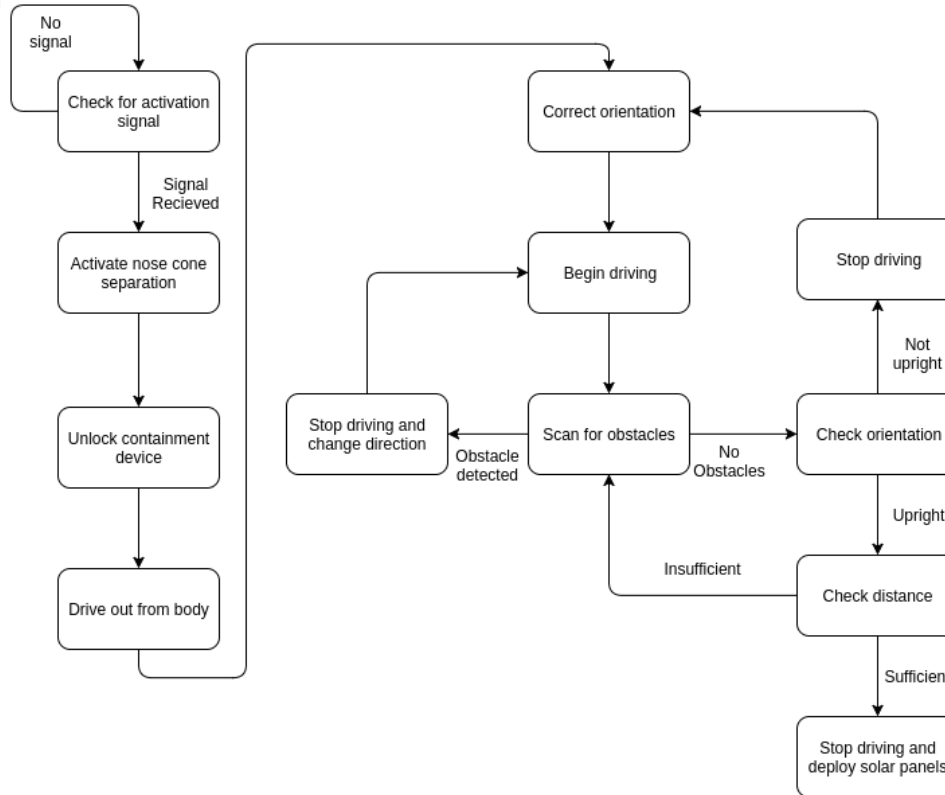 No
signal
Check for activation
signal
Signal
Recieved
Activate nose cone
separation
Unlock containment
device
Drive out from body
Correct orientation
Begin driving
Stop driving
Not
upright
Stop driving and
change direction
Obstacle
detected
Scan for obstacles
No
Obstacles
Check orientation
Upright
Insufficient
Check distance
Sufficien
Stop driving and
deploy solar panels